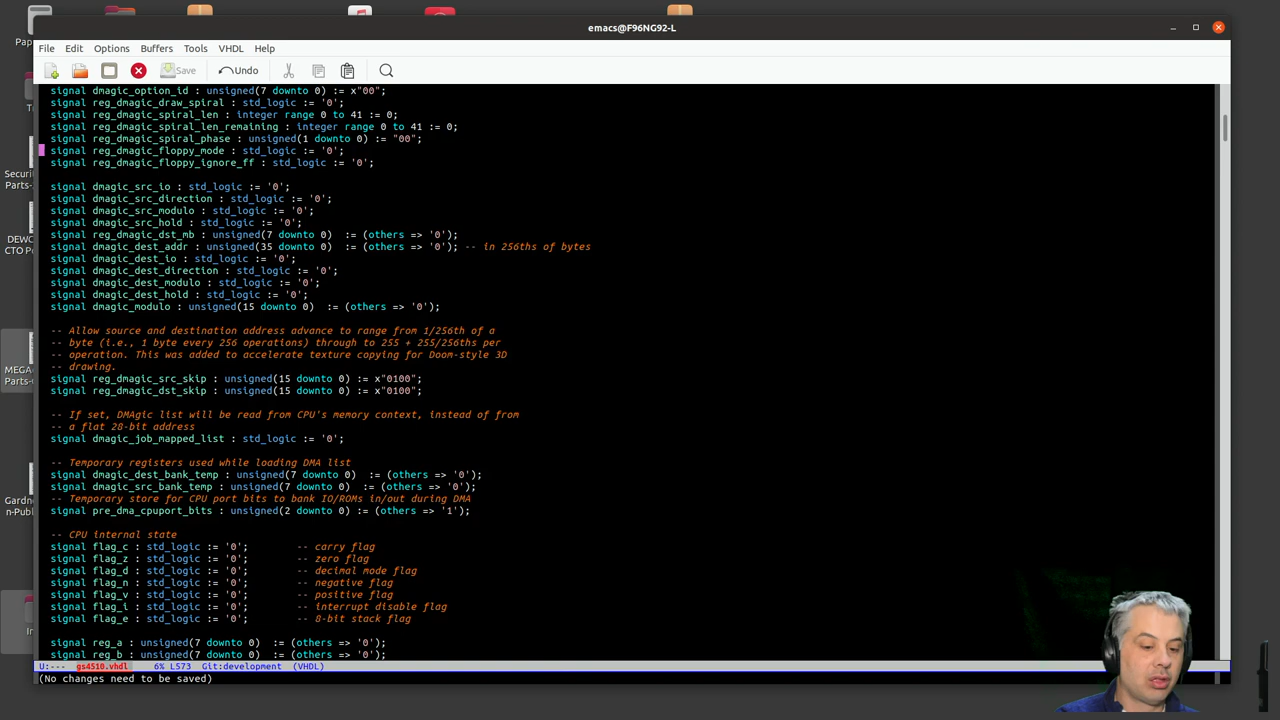 Pap
emacs@F96NG92-L
File Edit Options Buffers Tools VHDL Help
Save Undo
signal dmagic_option_id : unsigned(7 downto 0) := x"00";
signal reg_dmagic_draw_spiral : std_logic := '0';
signal reg_dmagic_spiral_len : integer range 0 to 41 := 0;
signal reg_dmagic_spiral_len_remaining : integer range 0 to 41 := 0;
signal reg_dmagic_spiral_phase : unsigned(1 downto 0) := "00";
signal reg_dmagic_floppy_mode : std_logic := '0';
signal reg_dmagic_floppy_ignore_ff : std_logic := '0';
signal dmagic_src_io : std_logic := '0';
signal dmagic_src_direction : std_logic := '0';
signal dmagic_src_modulo : std_logic := '0';
signal dmagic_src_hold : std_logic := '0';
signal reg_dmagic_dst_mb : unsigned(7 downto 0)  := (others => '0');
signal dmagic_dest_addr : unsigned(35 downto 0)  := (others => '0'); -- in 256ths of bytes
signal dmagic_dest_io : std_logic := '0';
signal dmagic_dest_direction : std_logic := '0';
signal dmagic_dest_modulo : std_logic := '0';
signal dmagic_dest_hold : std_logic := '0';
signal dmagic_modulo : unsigned(15 downto 0)  := (others => '0');
-- Allow source and destination address advance to range from 1/256th of a
-- byte (i.e., 1 byte every 256 operations) through to 255 + 255/256ths per
-- operation. This was added to accelerate texture copying for Doom-style 3D
-- drawing.
signal reg_dmagic_src_skip : unsigned(15 downto 0) := x"0100";
signal reg_dmagic_dst_skip : unsigned(15 downto 0) := x"0100";
-- If set, DMAgic list will be read from CPU's memory context, instead of from
-- a flat 28-bit address
signal dmagic_job_mapped_list : std_logic := '0';
-- Temporary registers used while loading DMA list
signal dmagic_dest_bank_temp : unsigned(7 downto 0)  := (others => '0');
signal dmagic_src_bank_temp : unsigned(7 downto 0)  := (others => '0');
-- Temporary store for CPU port bits to bank IO/ROMs in/out during DMA
signal pre_dma_cpuport_bits : unsigned(2 downto 0) := (others => '1');
-- CPU internal state
signal flag_c : std_logic := '0';        -- carry flag
signal flag_z : std_logic := '0';        -- zero flag
signal flag_d : std_logic := '0';        -- decimal mode flag
signal flag_n : std_logic := '0';        -- negative flag
signal flag_v : std_logic := '0';        -- positive flag
signal flag_i : std_logic := '0';        -- interrupt disable flag
signal flag_e : std_logic := '0';        -- 8-bit stack flag
signal reg_a : unsigned(7 downto 0)  := (others => '0');
signal reg_b : unsigned(7 downto 0)  := (others => '0');
U:---  gs4510.vhdl    6% L573  Git:development  (VHDL)
(No changes need to be saved)
Securi
Parts-
DEWC
CTO P
MEGA
Parts-
Gardn
n-Publ